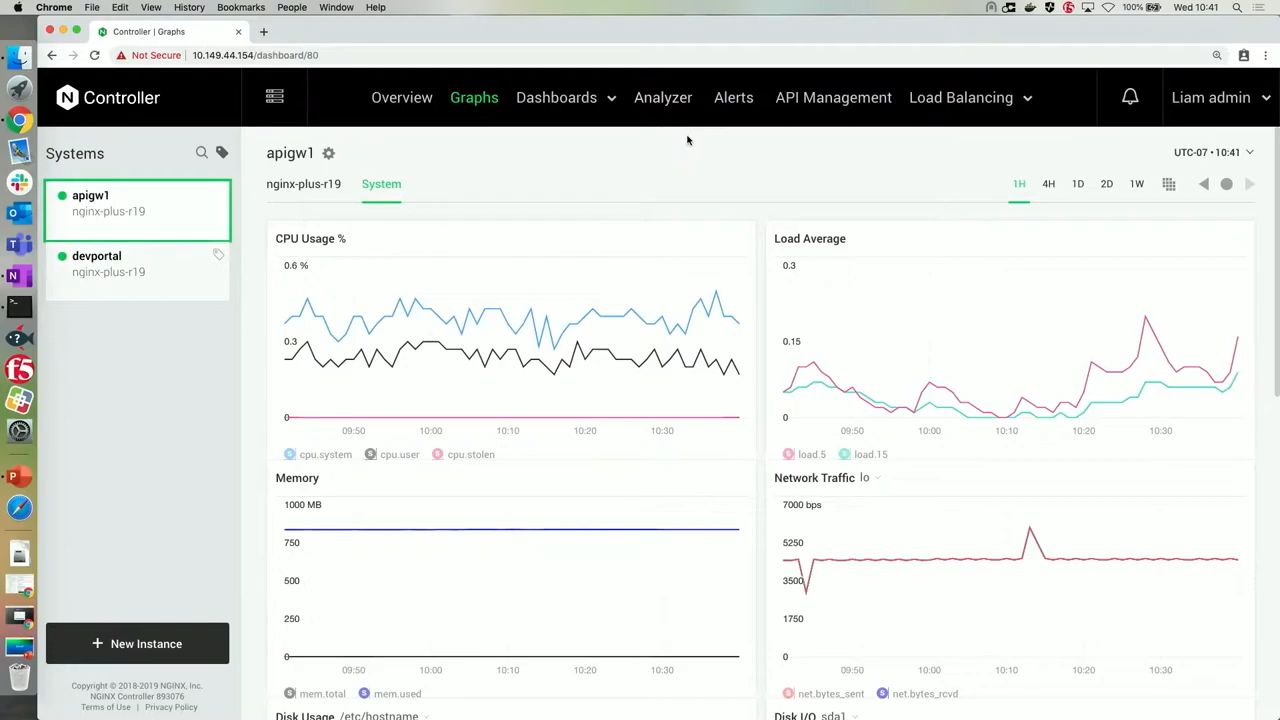 Chrome File Edit View History Bookmarks People Window Help 100% Wed 10:41
Controller | Graphs
Not Secure 10.149.44.154/dashboard/80
N Controller Overview Graphs Dashboards Analyzer Alerts API Management Load Balancing Liam admin
Systems
apigw1
nginx-plus-r19
devportal
nginx-plus-r19
+ New Instance
Copyright © 2018-2019 NGINX, Inc.
NGINX Controller 893076
Terms of Use | Privacy Policy
apigw1
UTC-07 • 10:41
nginx-plus-r19 System
1H 4H 1D 2D 1W
CPU Usage %
0.6 %
0.3
0
09:50 10:00 10:10 10:20 10:30
cpu.system cpu.user cpu.stolen
Load Average
0.3
0.15
0
09:50 10:00 10:10 10:20 10:30
load.5 load.15
Memory
1000 MB
750
500
250
0
09:50 10:00 10:10 10:20 10:30
mem.total mem.used
Network Traffic lo
7000 bps
5250
3500
1750
0
09:50 10:00 10:10 10:20 10:30
net.bytes_sent net.bytes_rcvd
Disk Usage /etc/hostname
Disk I/O sda1
f5